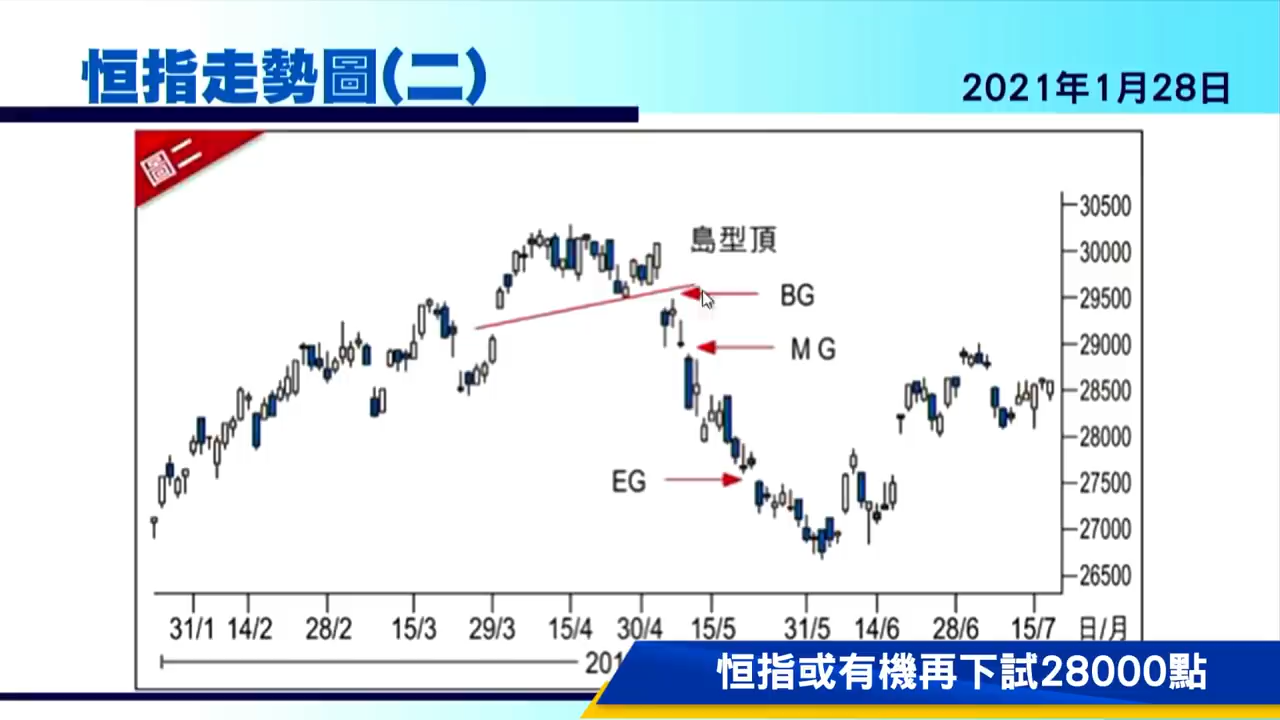 恒指走勢圖(二)
2021年1月28日
圖二
島型頂
BG
MG
EG
30500
30000
29500
29000
28500
28000
27500
27000
26500
31/1 14/2 28/2 15/3 29/3 15/4 30/4 15/5 31/5 14/6 28/6 15/7 日/月
201
恒指或有機再下試28000點